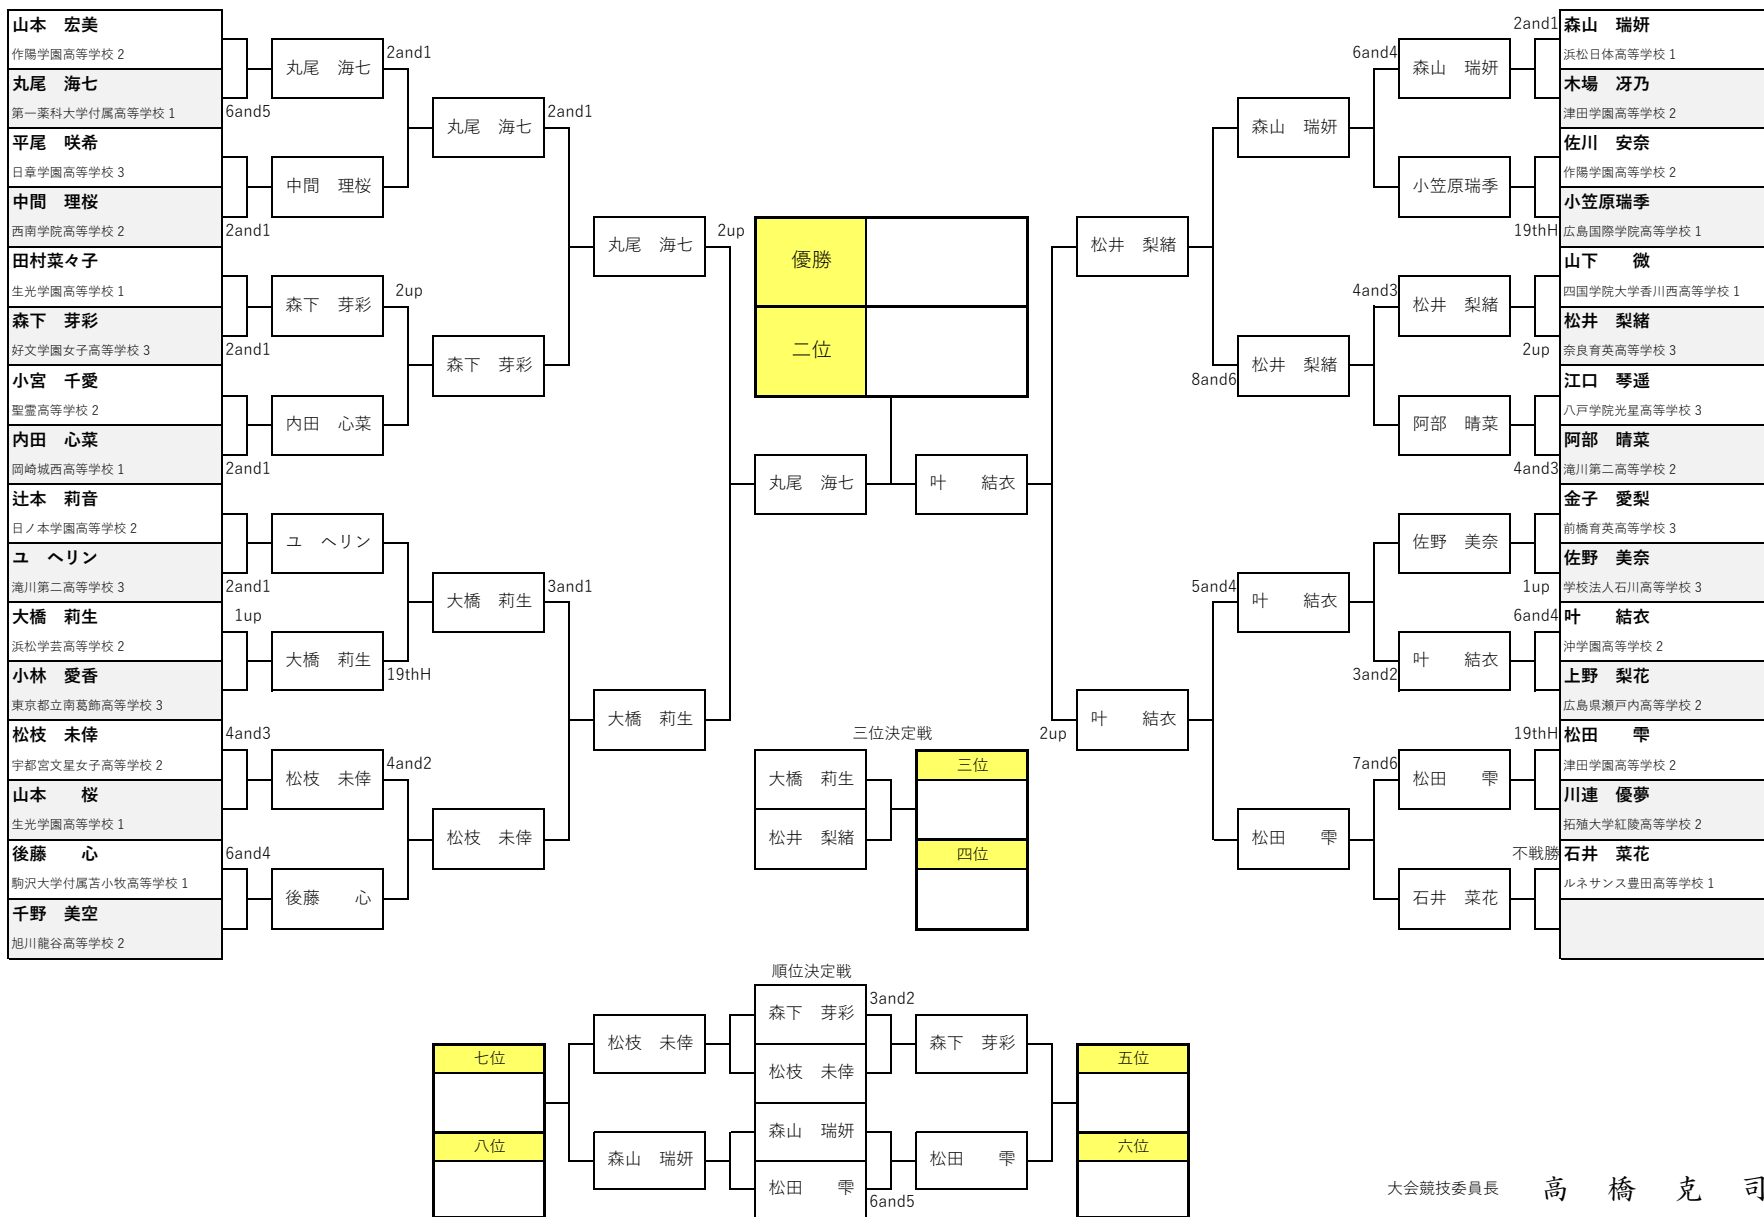 山本　宏美
作陽学園高等学校 2
丸尾　海七
第一薬科大学付属高等学校 1
平尾　咲希
日章学園高等学校 3
中間　理桜
西南学院高等学校 2
田村菜々子
生光学園高等学校 1
森下　芽彩
好文学園女子高等学校 3
小宮　千愛
聖霊高等学校 2
内田　心菜
岡崎城西高等学校 1
辻本　莉音
日ノ本学園高等学校 2
ユ　ヘリン
滝川第二高等学校 3
大橋　莉生
浜松学芸高等学校 2
小林　愛香
東京都立南葛飾高等学校 3
松枝　未倖
宇都宮文星女子高等学校 2
山本　　桜
生光学園高等学校 1
後藤　　心
駒沢大学付属苫小牧高等学校 1
千野　美空
旭川龍谷高等学校 2
6and5
2and1
2and1
2and1
2and1
1up
4and3
6and4
丸尾　海七
中間　理桜
森下　芽彩
内田　心菜
ユ　ヘリン
大橋　莉生
松枝　未倖
後藤　　心
2and1
2up
19thH
4and2
丸尾　海七
森下　芽彩
大橋　莉生
松枝　未倖
2and1
3and1
丸尾　海七
大橋　莉生
2up
優勝
二位
丸尾　海七
叶　　結衣
三位決定戦
大橋　莉生
松井　梨緒
三位
四位
松井　梨緒
叶　　結衣
2up
8and6
5and4
森山　瑞妍
松井　梨緒
叶　　結衣
松田　　雫
6and4
4and3
3and2
7and6
森山　瑞妍
小笠原瑞季
松井　梨緒
阿部　晴菜
佐野　美奈
叶　　結衣
松田　　雫
石井　菜花
2and1
19thH
2up
4and3
1up
6and4
19thH
不戦勝
森山　瑞妍
浜松日体高等学校 1
木場　冴乃
津田学園高等学校 2
佐川　安奈
作陽学園高等学校 2
小笠原瑞季
広島国際学院高等学校 1
山下　　微
四国学院大学香川西高等学校 1
松井　梨緒
奈良育英高等学校 3
江口　琴遥
八戸学院光星高等学校 3
阿部　晴菜
滝川第二高等学校 2
金子　愛梨
前橋育英高等学校 3
佐野　美奈
学校法人石川高等学校 3
叶　　結衣
沖学園高等学校 2
上野　梨花
広島県瀬戸内高等学校 2
松田　　雫
津田学園高等学校 2
川連　優夢
拓殖大学紅陵高等学校 2
石井　菜花
ルネサンス豊田高等学校 1
順位決定戦
森下　芽彩
松枝　未倖
森山　瑞妍
松田　　雫
3and2
6and5
松枝　未倖
森山　瑞妍
森下　芽彩
松田　　雫
七位
八位
五位
六位
大会競技委員長　高　橋　克　司